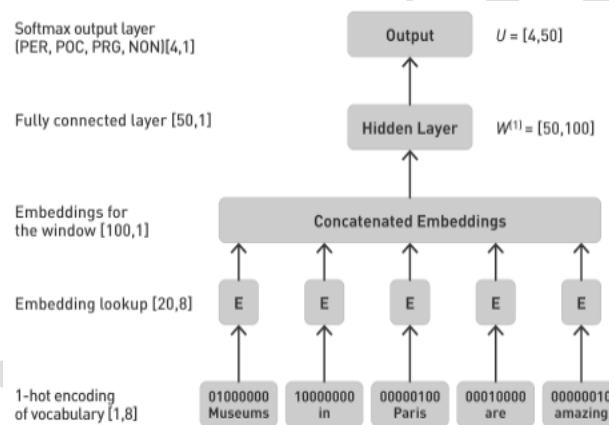 Softmax output layer
(PER, POC, PRG, NON)[4,1]
Output
U = [4,50]
Fully connected layer [50,1]
Hidden Layer
W(1) = [50,100]
Embeddings for
the window [100,1]
Concatenated Embeddings
Embedding lookup [20,8]
E
E
E
E
E
1-hot encoding
of vocabulary [1,8]
01000000
Museums
10000000
in
00000100
Paris
00010000
are
00000010
amazing